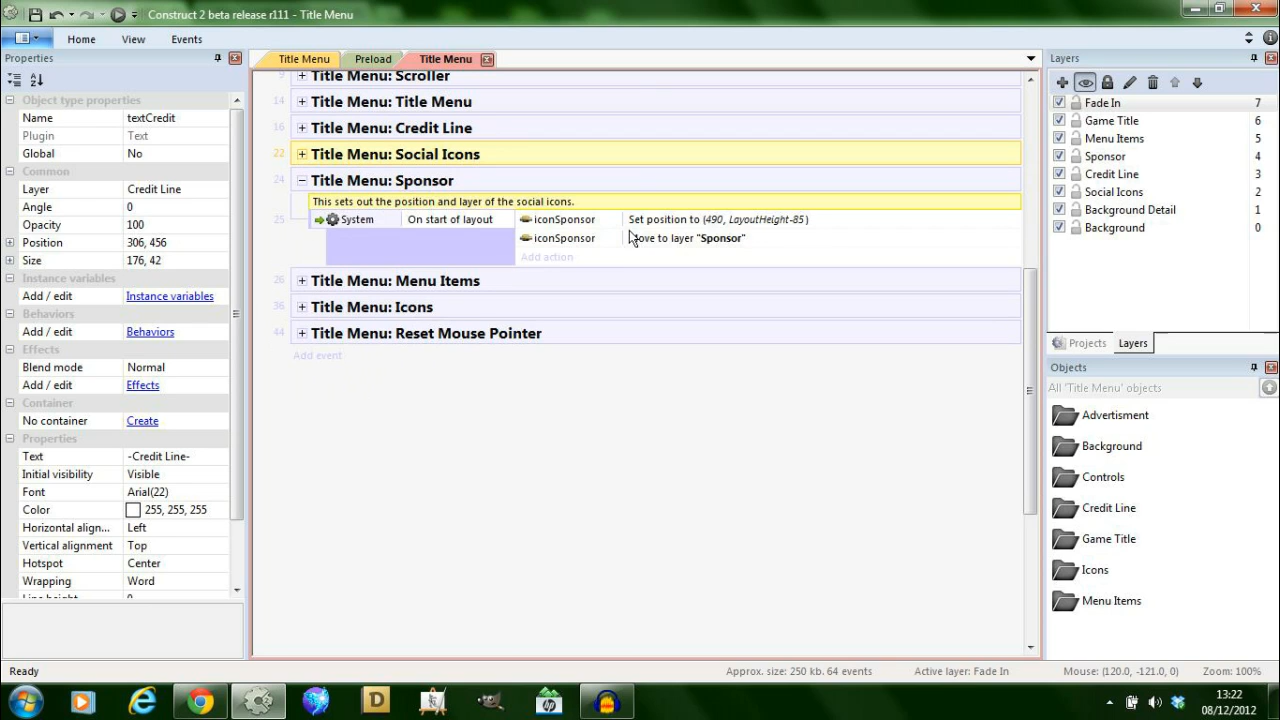 Construct 2 beta release r111 - Title Menu
Home View Events
Properties
Object type properties
Name textCredit
Plugin Text
Global No
Common
Layer Credit Line
Angle 0
Opacity 100
Position 306, 456
Size 176, 42
Instance variables
Add / edit Instance variables
Behaviors
Add / edit Behaviors
Effects
Blend mode Normal
Add / edit Effects
Container
No container Create
Properties
Text -Credit Line-
Initial visibility Visible
Font Arial(22)
Color 255, 255, 255
Horizontal align... Left
Vertical alignment Top
Hotspot Center
Wrapping Word
Title Menu Preload Title Menu
9 Title Menu: Scroller
14 Title Menu: Title Menu
16 Title Menu: Credit Line
22 Title Menu: Social Icons
24 Title Menu: Sponsor
This sets out the position and layer of the social icons.
25 System On start of layout iconSponsor Set position to (490, LayoutHeight-85)
iconSponsor ove to layer "Sponsor"
Add action
26 Title Menu: Menu Items
36 Title Menu: Icons
44 Title Menu: Reset Mouse Pointer
Add event
Layers
Fade In 7
Game Title 6
Menu Items 5
Sponsor 4
Credit Line 3
Social Icons 2
Background Detail 1
Background 0
Projects Layers
Objects
All 'Title Menu' objects
Advertisment
Background
Controls
Credit Line
Game Title
Icons
Menu Items
Ready Approx. size: 250 kb. 64 events Active layer: Fade In Mouse: (120.0, -121.0, 0) Zoom: 100%
13:22
08/12/2012